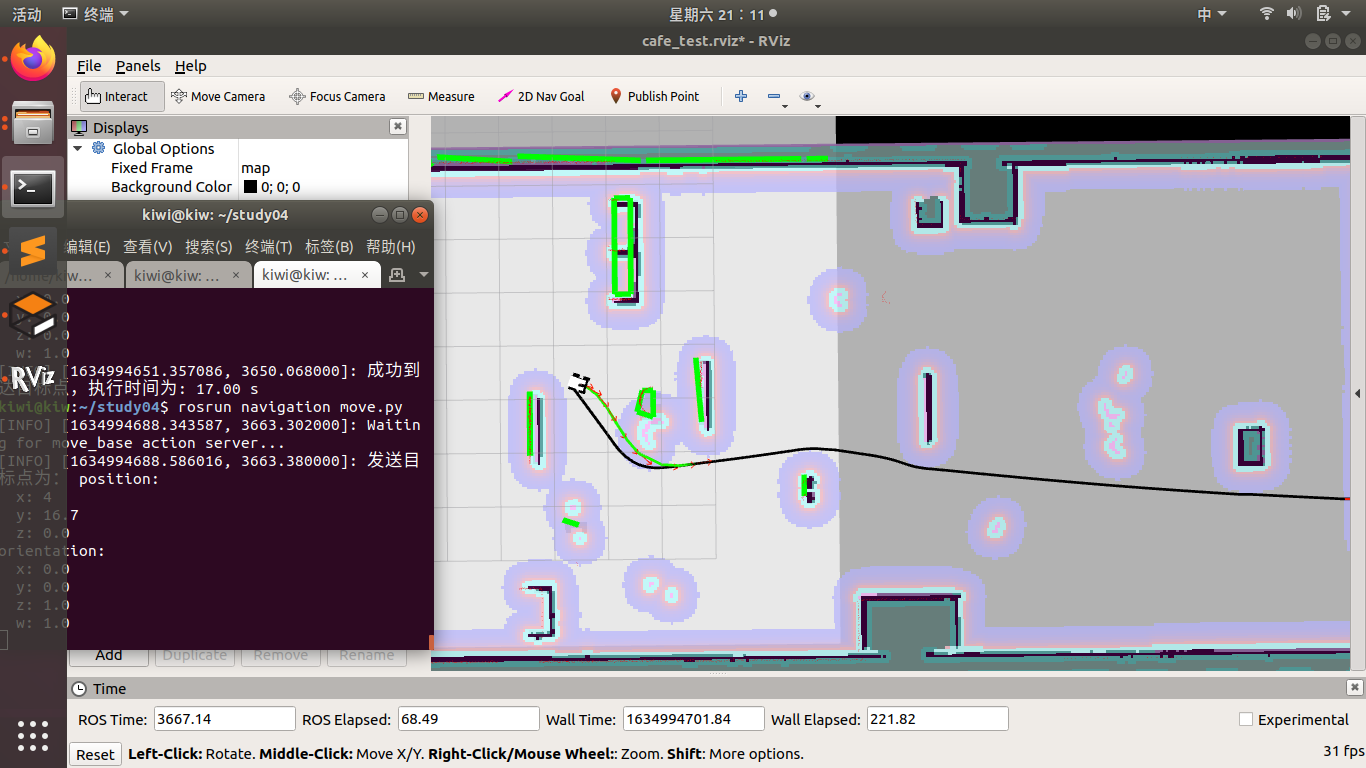 活动
终端
星期六 21：11
中
cafe_test.rviz* - RViz
File Panels Help
Interact Move Camera Focus Camera Measure 2D Nav Goal Publish Point
Displays
Global Options
Fixed Frame map
Background Color 0; 0; 0
kiwi@kiw: ~/study04
编辑(E) 查看(V) 搜索(S) 终端(T) 标签(B) 帮助(H)
/home/kiw... × kiwi@kiw: ... × kiwi@kiw: ... ×
0.0
y: 0.0
z: 0.0
w: 1.0
[1634994651.357086, 3650.068000]: 成功到
达目标点，执行时间为: 17.00 s
kiwi@kiw:~/study04$ rosrun navigation move.py
[INFO] [1634994688.343587, 3663.302000]: Waitin
g for move_base action server...
[INFO] [1634994688.586016, 3663.380000]: 发送目
标点为: position:
x: 4
y: 16.7
z: 0.0
orientation:
x: 0.0
y: 0.0
z: 1.0
w: 1.0
RViz
Add Duplicate Remove Rename
Time
ROS Time: 3667.14 ROS Elapsed: 68.49 Wall Time: 1634994701.84 Wall Elapsed: 221.82 Experimental
Reset Left-Click: Rotate. Middle-Click: Move X/Y. Right-Click/Mouse Wheel:: Zoom. Shift: More options. 31 fps